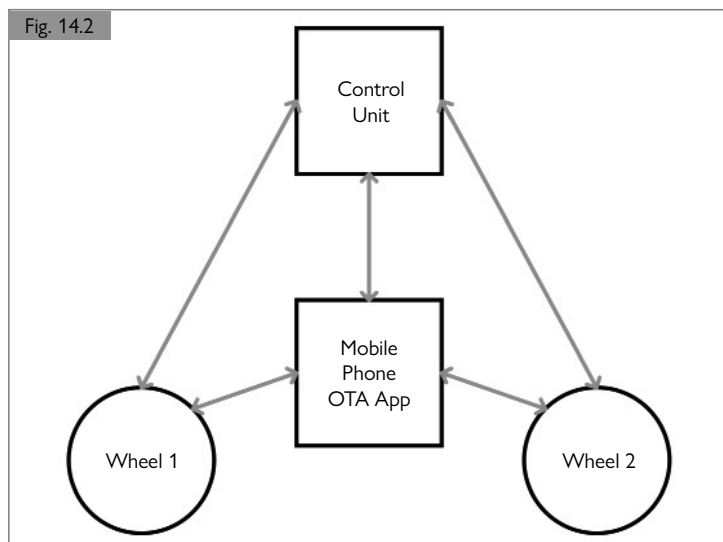 Fig. 14.2
Control
Unit
Mobile
Phone
OTA App
Wheel 1
Wheel 2